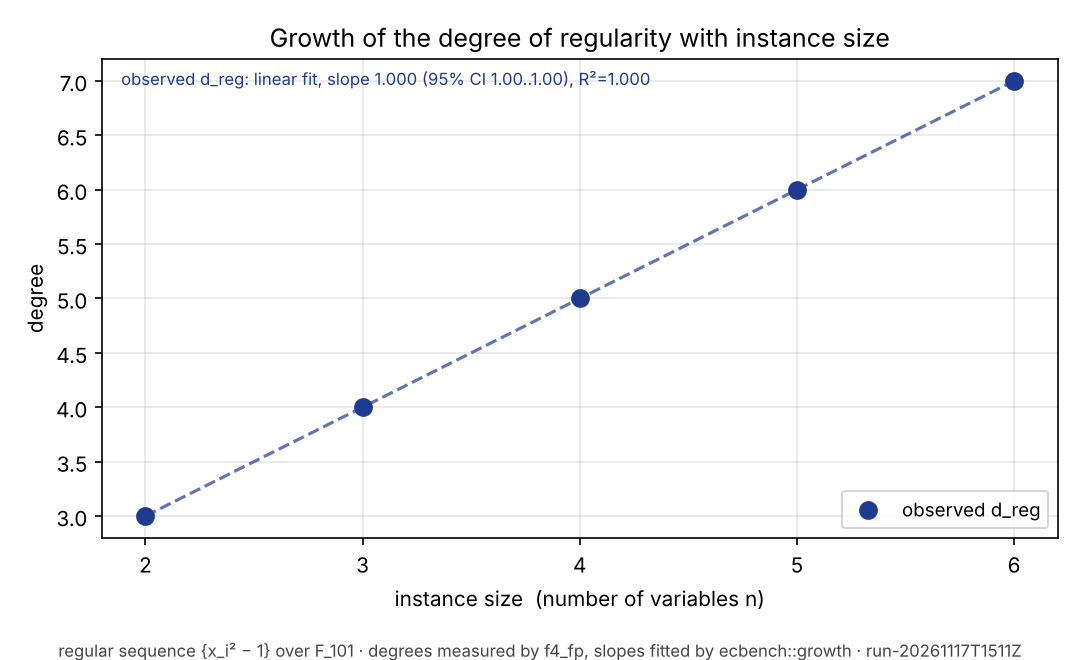 Growth of the degree of regularity with instance size
observed d_reg: linear fit, slope 1.000 (95% CI 1.00..1.00), R²=1.000
7.0
6.5
6.0
5.5
5.0
4.5
4.0
3.5
3.0
degree
observed d_reg
2 3 4 5 6
instance size (number of variables n)
regular sequence {x_i² − 1} over F_101 · degrees measured by f4_fp, slopes fitted by ecbench::growth · run-20261117T1511Z